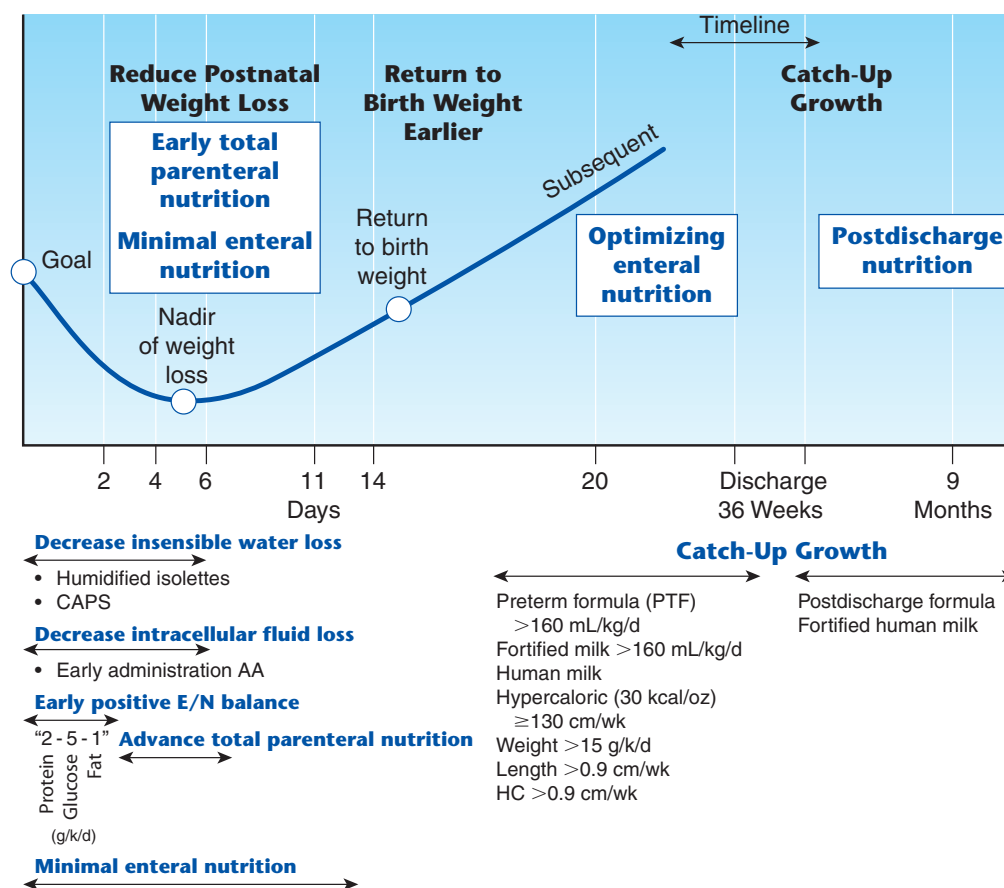 Timeline
Reduce Postnatal
Weight Loss
Return to
Birth Weight
Earlier
Catch-Up
Growth
Early total
parenteral
nutrition
Minimal enteral
nutrition
Subsequent
Goal
Return
to birth
weight
Optimizing
enteral
nutrition
Postdischarge
nutrition
Nadir
of weight
loss
2 4 6 11 14 20 Discharge 9
Days 36 Weeks Months
Decrease insensible water loss
• Humidified isolettes
• CAPS
Decrease intracellular fluid loss
• Early administration AA
Early positive E/N balance
“2 - 5 - 1”
Protein
Glucose
Fat
(g/k/d)
Advance total parenteral nutrition
Minimal enteral nutrition
Catch-Up Growth
Preterm formula (PTF)
>160 mL/kg/d
Fortified milk >160 mL/kg/d
Human milk
Hypercaloric (30 kcal/oz)
≥130 cm/wk
Weight >15 g/k/d
Length >0.9 cm/wk
HC >0.9 cm/wk
Postdischarge formula
Fortified human milk